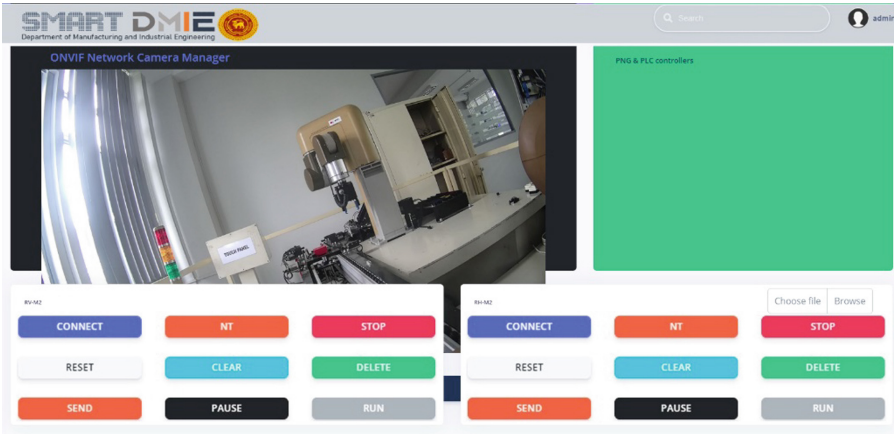 SMART DMIE
Department of Manufacturing and Industrial Engineering
Search
admin
ONVIF Network Camera Manager
PNG & PLC controllers
TOUCH PANEL
RV-M2
CONNECT
NT
STOP
RESET
CLEAR
DELETE
SEND
PAUSE
RUN
RH-M2
Choose file
Browse
CONNECT
NT
STOP
RESET
CLEAR
DELETE
SEND
PAUSE
RUN